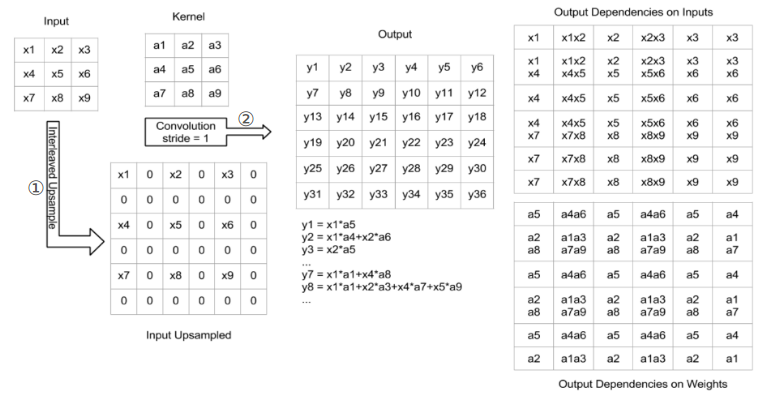 Input
x1 x2 x3
x4 x5 x6
x7 x8 x9
Kernel
a1 a2 a3
a4 a5 a6
a7 a8 a9
①
Interleaved Upsample
Convolution
stride = 1
②
x1 0 x2 0 x3 0
0 0 0 0 0 0
x4 0 x5 0 x6 0
0 0 0 0 0 0
x7 0 x8 0 x9 0
0 0 0 0 0 0
Input Upsampled
Output
y1 y2 y3 y4 y5 y6
y7 y8 y9 y10 y11 y12
y13 y14 y15 y16 y17 y18
y19 y20 y21 y22 y23 y24
y25 y26 y27 y28 y29 y30
y31 y32 y33 y34 y35 y36
y1 = x1*a5
y2 = x1*a4+x2*a6
y3 = x2*a5
...
y7 = x1*a1+x4*a8
y8 = x1*a1+x2*a3+x4*a7+x5*a9
...
Output Dependencies on Inputs
x1 x1x2 x2 x2x3 x3 x3
x1 x1x2 x2 x2x3 x3 x3
x4 x4x5 x5 x5x6 x6 x6
x4 x4x5 x5 x5x6 x6 x6
x4 x4x5 x5 x5x6 x6 x6
x7 x7x8 x8 x8x9 x9 x9
x7 x7x8 x8 x8x9 x9 x9
x7 x7x8 x8 x8x9 x9 x9
a5 a4a6 a5 a4a6 a5 a4
a2 a1a3 a2 a1a3 a2 a1
a8 a7a9 a8 a7a9 a8 a7
a5 a4a6 a5 a4a6 a5 a4
a2 a1a3 a2 a1a3 a2 a1
a8 a7a9 a8 a7a9 a8 a7
a5 a4a6 a5 a4a6 a5 a4
a2 a1a3 a2 a1a3 a2 a1
Output Dependencies on Weights